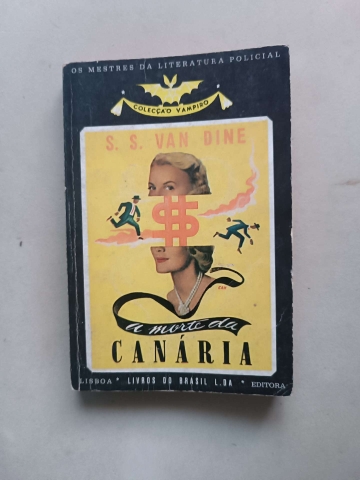 OS MESTRES DA LITERATURA POLICIAL
COLECÇÃO VAMPIRO
S. S. VAN DINE
$
a morte da
CANÁRIA
LISBOA * LIVROS DO BRASIL L.DA * EDITORA